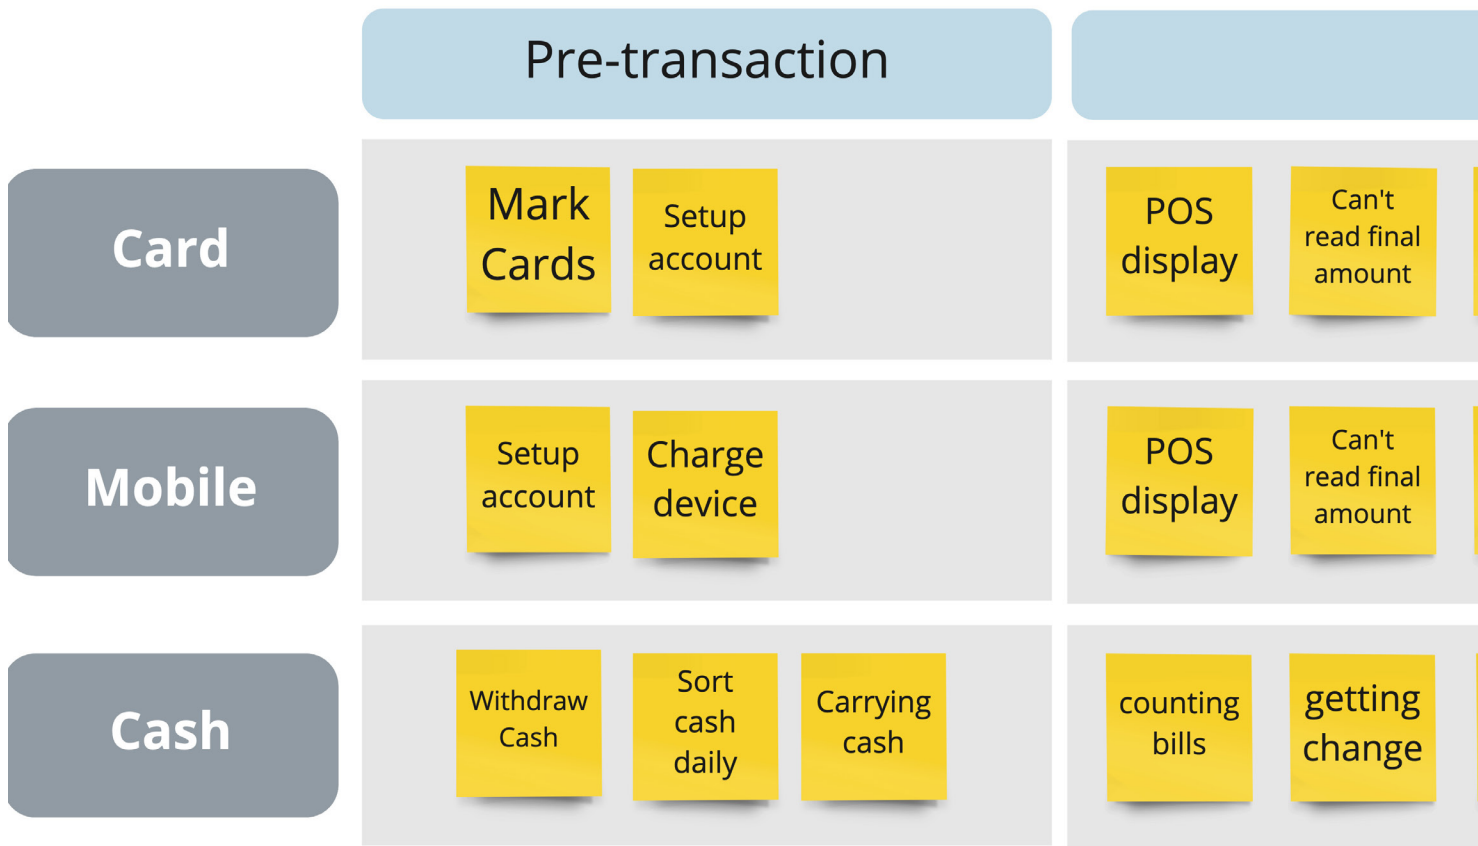 Pre-transaction
Card
Mark
Cards
Setup
account
POS
display
Can't
read final
amount
Mobile
Setup
account
Charge
device
POS
display
Can't
read final
amount
Cash
Withdraw
Cash
Sort
cash
daily
Carrying
cash
counting
bills
getting
change